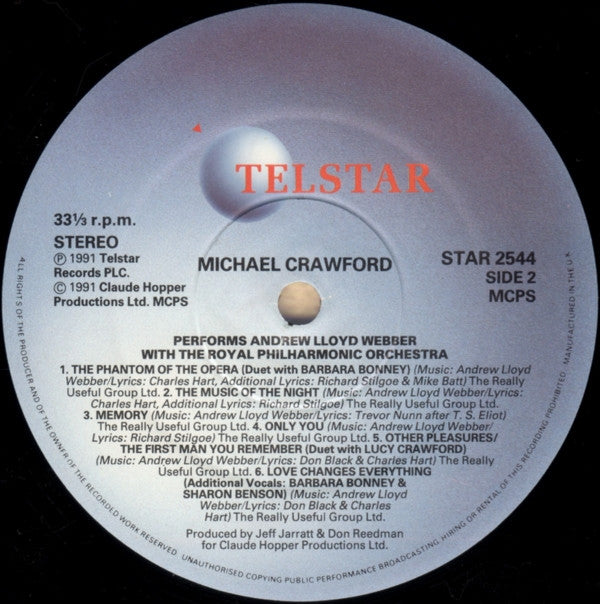 TELSTAR
33⅓ r.p.m.
STEREO
Ⓟ 1991 Telstar
Records PLC.
© 1991 Claude Hopper
Productions Ltd. MCPS
MICHAEL CRAWFORD
STAR 2544
SIDE 2
MCPS
PERFORMS ANDREW LLOYD WEBBER
WITH THE ROYAL PHILHARMONIC ORCHESTRA
1. THE PHANTOM OF THE OPERA (Duet with BARBARA BONNEY) (Music: Andrew Lloyd
Webber/Lyrics: Charles Hart, Additional Lyrics: Richard Stilgoe & Mike Batt) The Really
Useful Group Ltd. 2. THE MUSIC OF THE NIGHT (Music: Andrew Lloyd Webber/Lyrics:
Charles Hart, Additional Lyrics: Richard Stilgoe) The Really Useful Group Ltd.
3. MEMORY (Music: Andrew Lloyd Webber/Lyrics: Trevor Nunn after T. S. Eliot)
The Really Useful Group Ltd. 4. ONLY YOU (Music: Andrew Lloyd Webber/
Lyrics: Richard Stilgoe) The Really Useful Group Ltd. 5. OTHER PLEASURES/
THE FIRST MAN YOU REMEMBER (Duet with LUCY CRAWFORD)
(Music: Andrew Lloyd Webber/Lyrics: Don Black & Charles Hart) The Really
Useful Group Ltd. 6. LOVE CHANGES EVERYTHING
(Additional Vocals: BARBARA BONNEY &
SHARON BENSON) (Music: Andrew Lloyd
Webber/Lyrics: Don Black & Charles
Hart) The Really Useful Group Ltd.
Produced by Jeff Jarratt & Don Reedman
for Claude Hopper Productions Ltd.
ALL RIGHTS OF THE PRODUCER AND OF THE OWNER OF THE RECORDED WORK RESERVED. UNAUTHORISED COPYING PUBLIC PERFORMANCE BROADCASTING, HIRING OR RENTAL OF THIS RECORDING PROHIBITED. MANUFACTURED IN THE U.K.